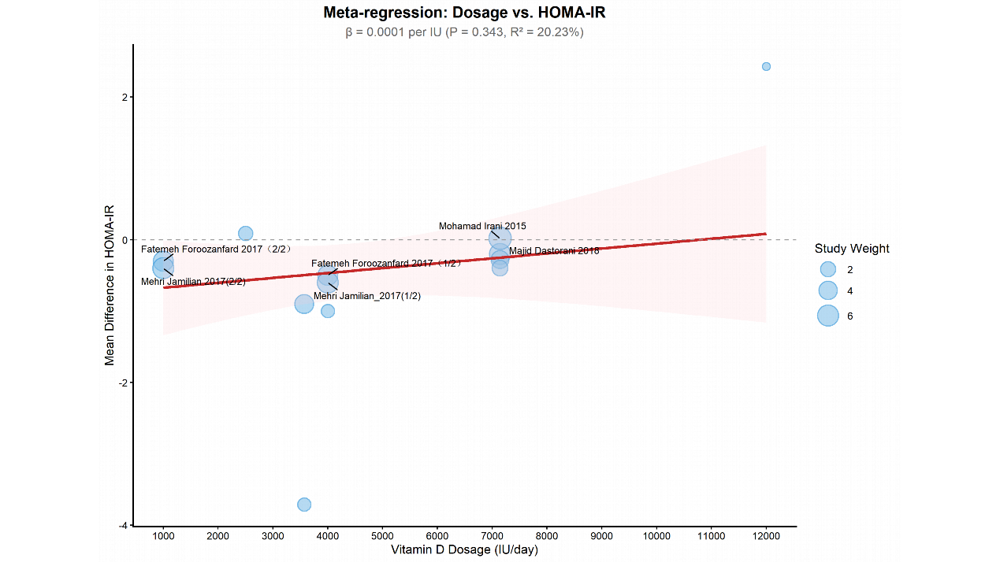 Meta-regression: Dosage vs. HOMA-IR
β = 0.0001 per IU (P = 0.343, R² = 20.23%)
Mean Difference in HOMA-IR
2
0
-2
-4
Mohamad Irani 2015
Fatemeh Foroozanfard 2017（2/2）
Majid Dastorani 2018
Fatemeh Foroozanfard 2017（1/2）
Mehri Jamilian 2017(2/2)
Mehri Jamilian_2017(1/2)
Study Weight
2
4
6
1000 2000 3000 4000 5000 6000 7000 8000 9000 10000 11000 12000
Vitamin D Dosage (IU/day)